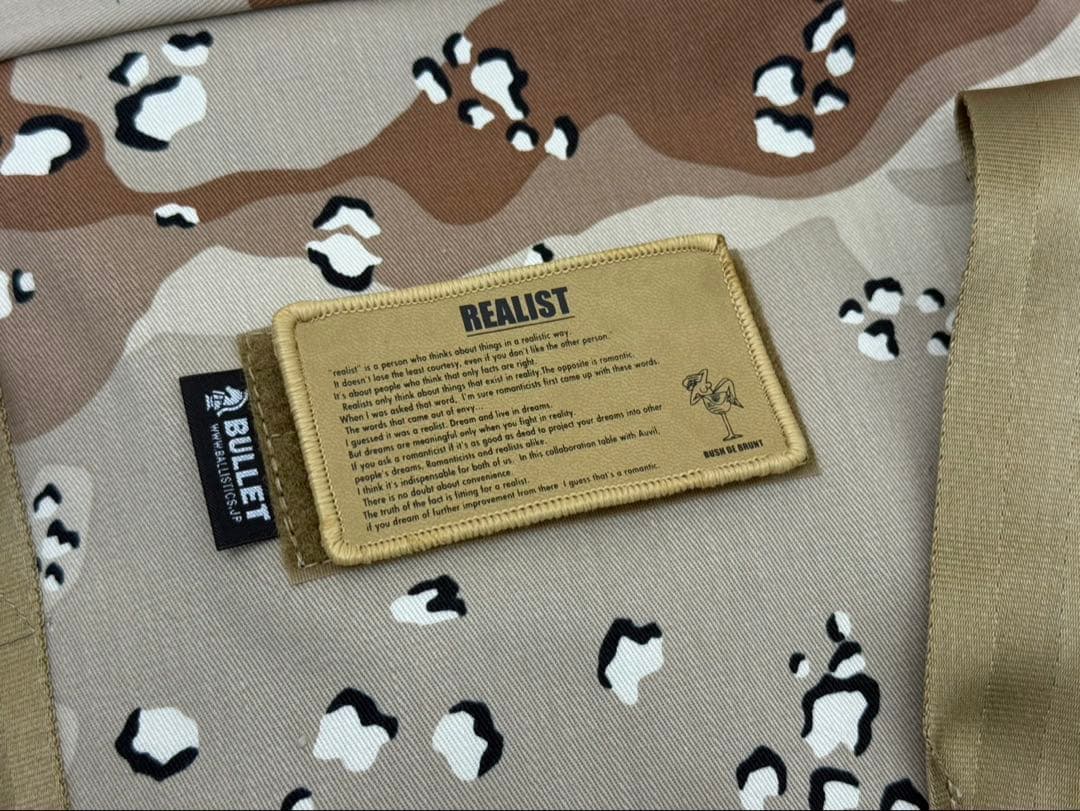 REALIST
"realist" is a person who thinks about things in a realistic way.
It doesn't lose the least courtesy, even if you don't like the other person."
It's about people who think that only facts are right.
Realists only think about things that exist in reality.The opposite is romantic.
When I was asked that word, I'm sure romanticists first came up with these words.
The words that came out of envy...
I guessed it was a realist. Dream and live in dreams.
But dreams are meaningful only when you fight in reality.
If you ask a romanticist if it's as good as dead to project your dreams into other
people's dreams. Romanticists and realists alike.
I think it's indispensable for both of us. In this collaboration table with Auvil,
There is no doubt about convenience.
The truth of the fact is fitting for a realist.
if you dream of further improvement from there I guess that's a romantic.
BUSH DE BRUNT
BULLET
WWW.BALLISTICS.JP